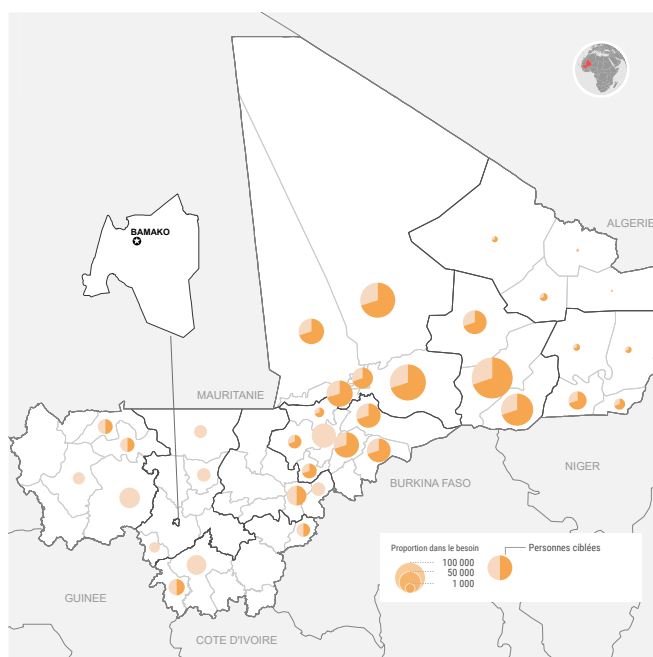 ALGERIE
BAMAKO
MAURITANIE
NIGER
BURKINA FASO
Proportion dans le besoin
100 000
50 000
1 000
Personnes ciblées
GUINEE
COTE D'IVOIRE